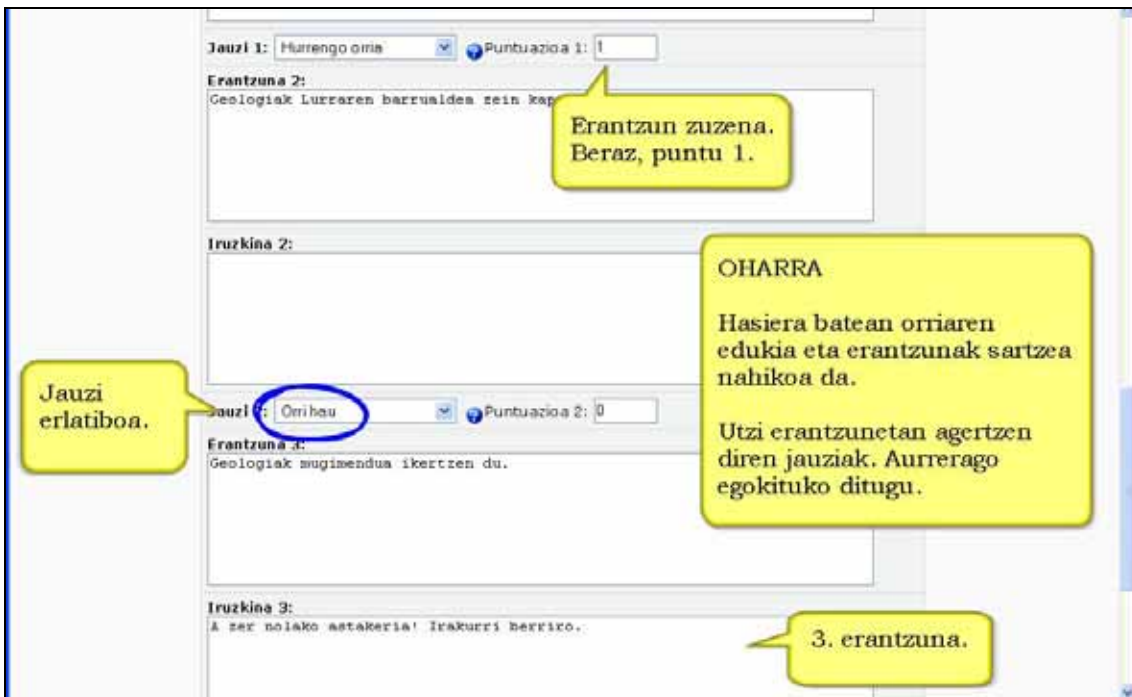 Jauzi 1: Hurrengo orria Puntuazioa 1: 1
Erantzuna 2:
Geologiak Lurraren barrualdea zein
Erantzun zuzena.
Beraz, puntu 1.
Iruzkina 2:
OHARRA
Hasiera batean orriaren
edukia eta erantzunak sartzea
nahikoa da.
Utzi erantzunetan agertzen
diren jauziak. Aurrerago
egokituko ditugu.
Jauzi
erlatiboa.
Jauzi Orri hau Puntuazioa 2: 0
Erantzuna 3:
Geologiak mugimendua ikertzen du.
Iruzkina 3:
A zer nolako astakeria! Irakurri berriro.
3. erantzuna.